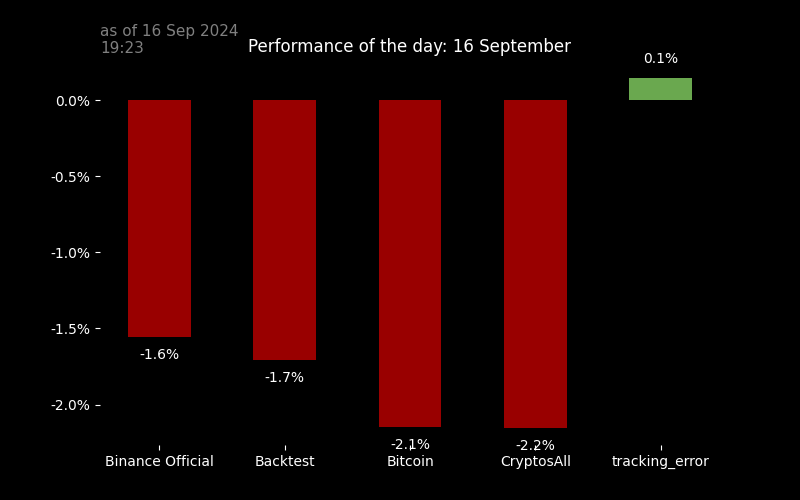 as of 16 Sep 2024
19:23
Performance of the day: 16 September
0.1%
0.0%
-0.5%
-1.0%
-1.5%
-2.0%
-1.6%
-1.7%
-2.1%
-2.2%
Binance Official
Backtest
Bitcoin
CryptosAll
tracking_error